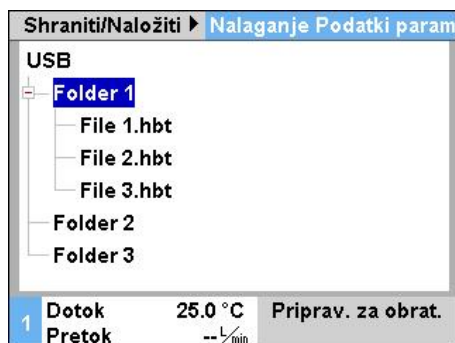 Shraniti/Naložiti ▶ Nalaganje Podatki param
USB
Folder 1
File 1.hbt
File 2.hbt
File 3.hbt
Folder 2
Folder 3
1 Dotok 25.0 °C Priprav. za obrat.
Pretok -- L/min